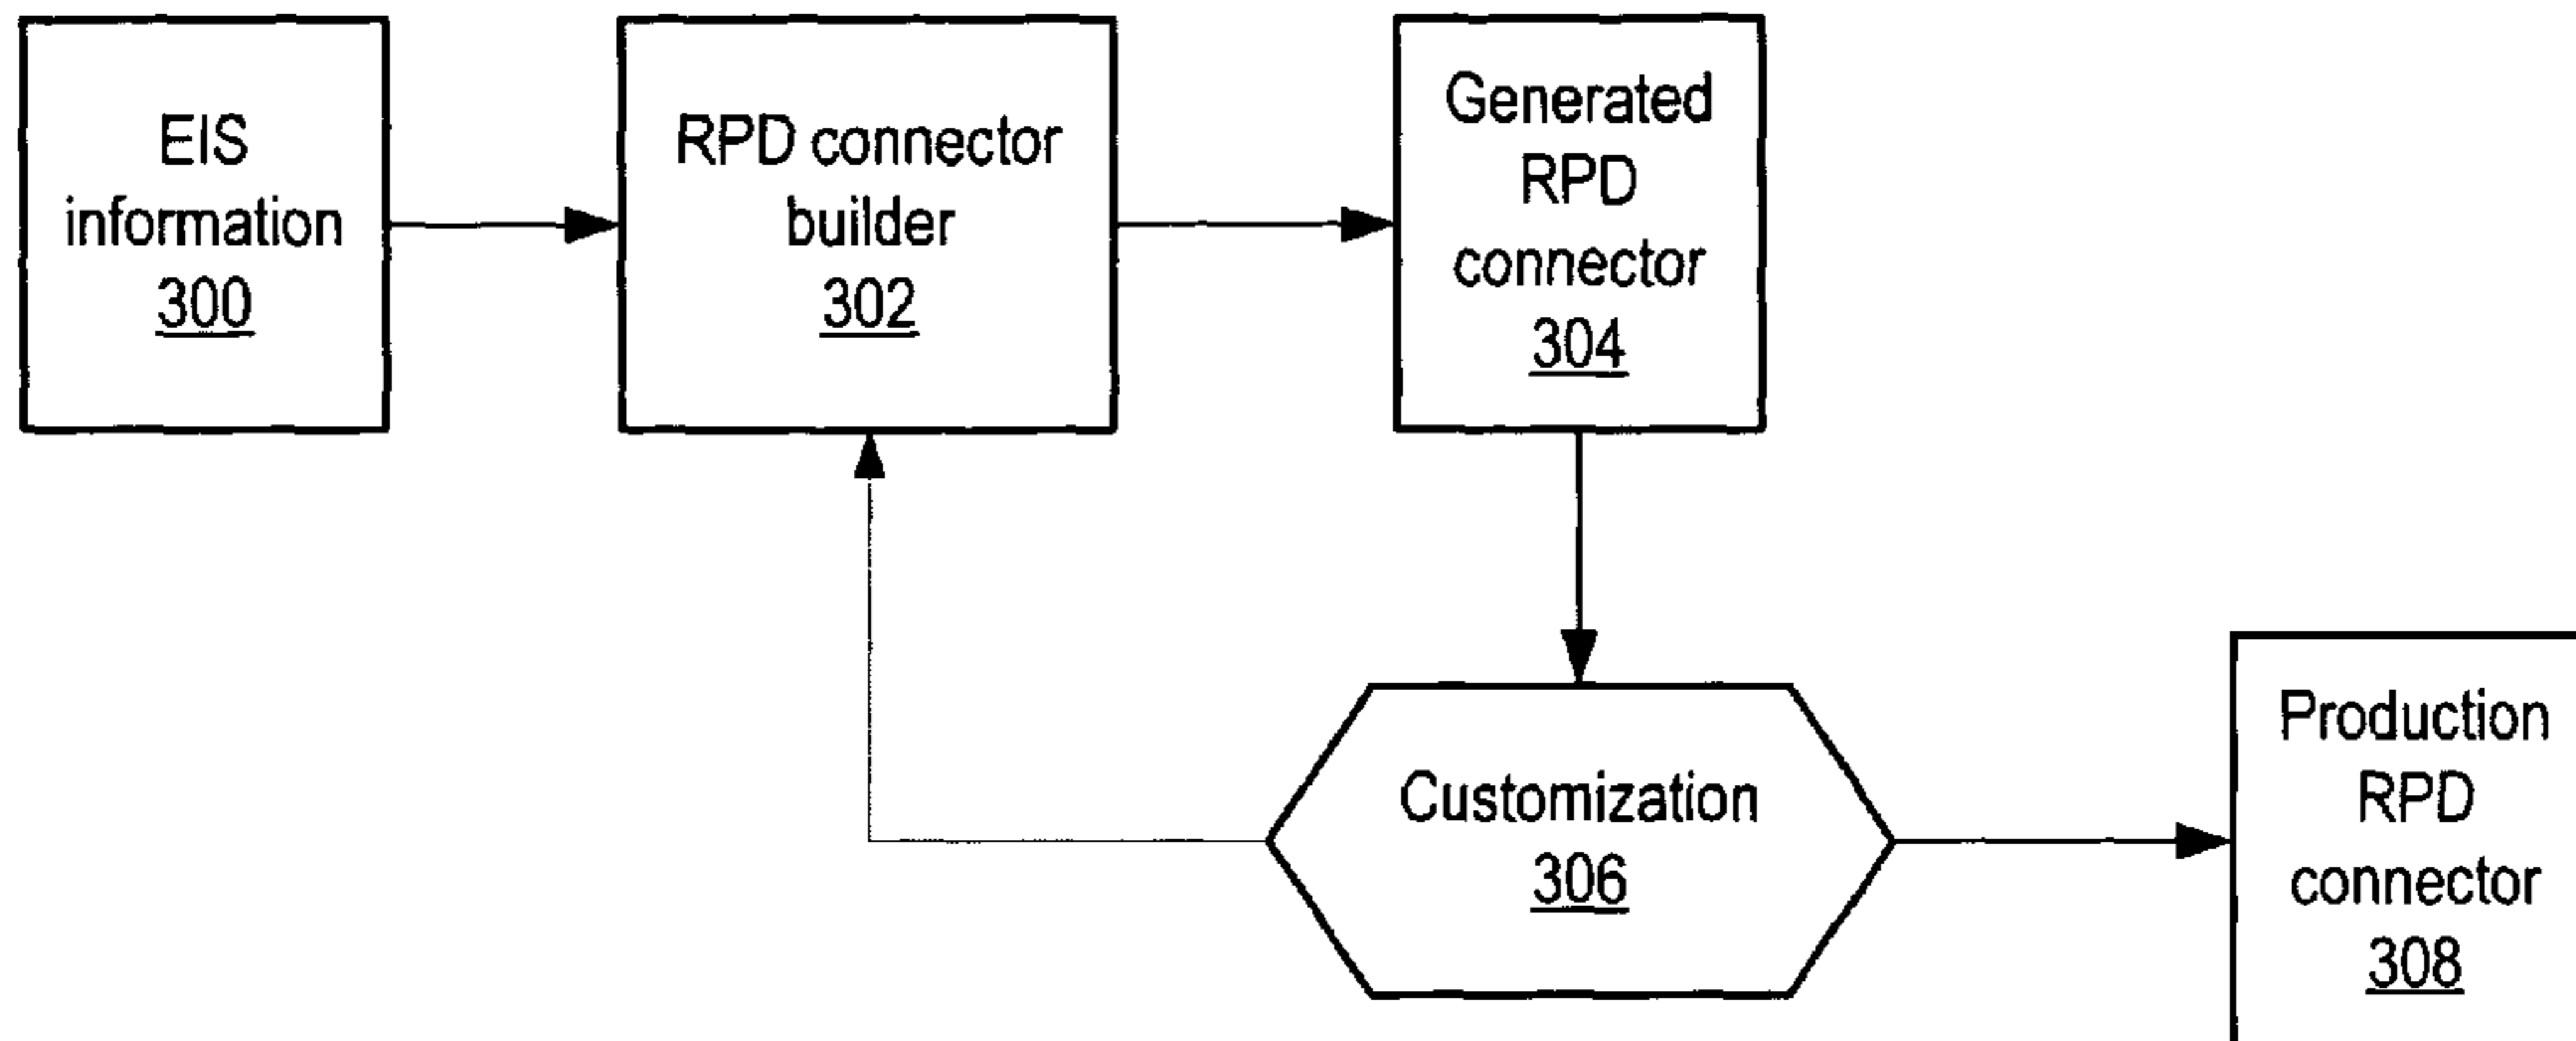 EIS
information
300
RPD connector
builder
302
Generated
RPD
connector
304
Customization
306
Production
RPD
connector
308